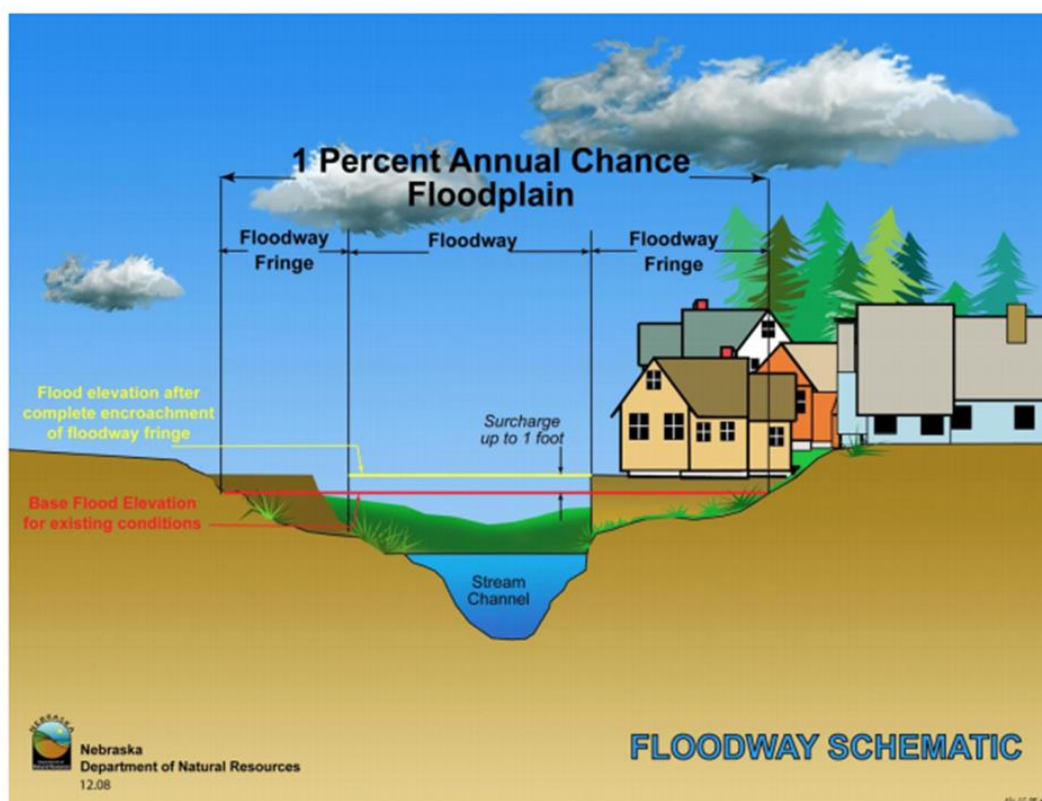 1 Percent Annual Chance
Floodplain
Floodway
Fringe
Floodway
Floodway
Fringe
Flood elevation after
complete encroachment
of floodway fringe
Surcharge
up to 1 foot
Base Flood Elevation
for existing conditions
Stream
Channel
NEBRASKA
Nebraska
Department of Natural Resources
12.08
FLOODWAY SCHEMATIC